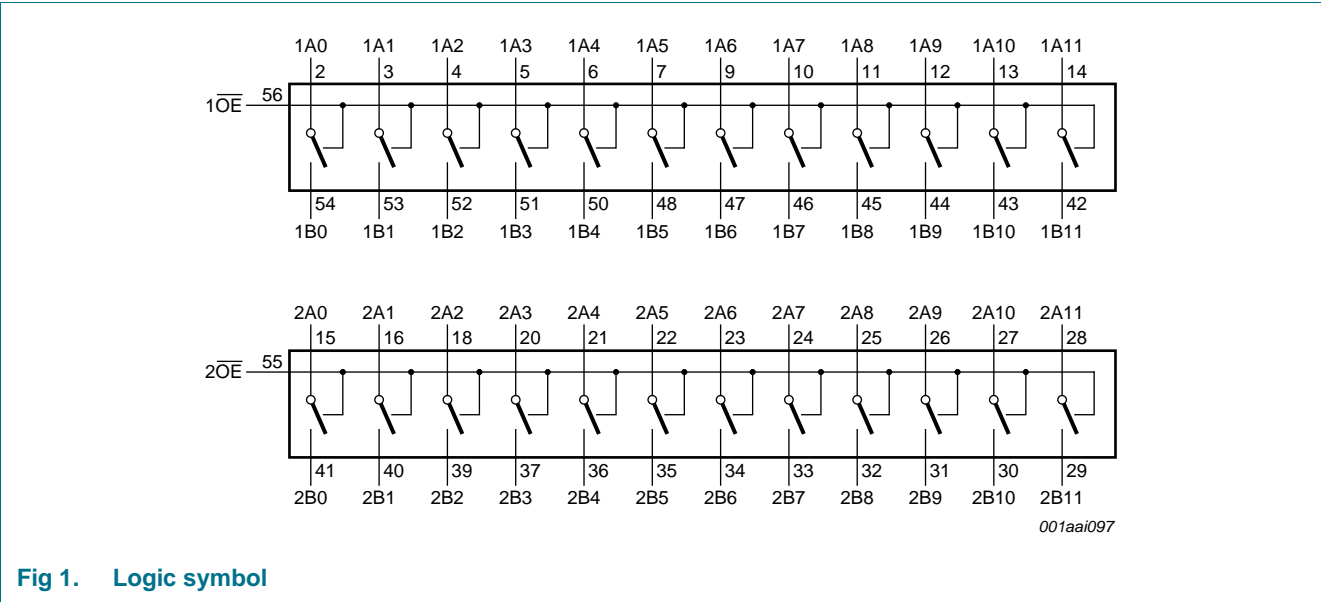 1A0 1A1 1A2 1A3 1A4 1A5 1A6 1A7 1A8 1A9 1A10 1A11
2 3 4 5 6 7 9 10 11 12 13 14
1O̅E̅ 56
54 53 52 51 50 48 47 46 45 44 43 42
1B0 1B1 1B2 1B3 1B4 1B5 1B6 1B7 1B8 1B9 1B10 1B11
2A0 2A1 2A2 2A3 2A4 2A5 2A6 2A7 2A8 2A9 2A10 2A11
15 16 18 20 21 22 23 24 25 26 27 28
2O̅E̅ 55
41 40 39 37 36 35 34 33 32 31 30 29
2B0 2B1 2B2 2B3 2B4 2B5 2B6 2B7 2B8 2B9 2B10 2B11
001aai097
Fig 1. Logic symbol